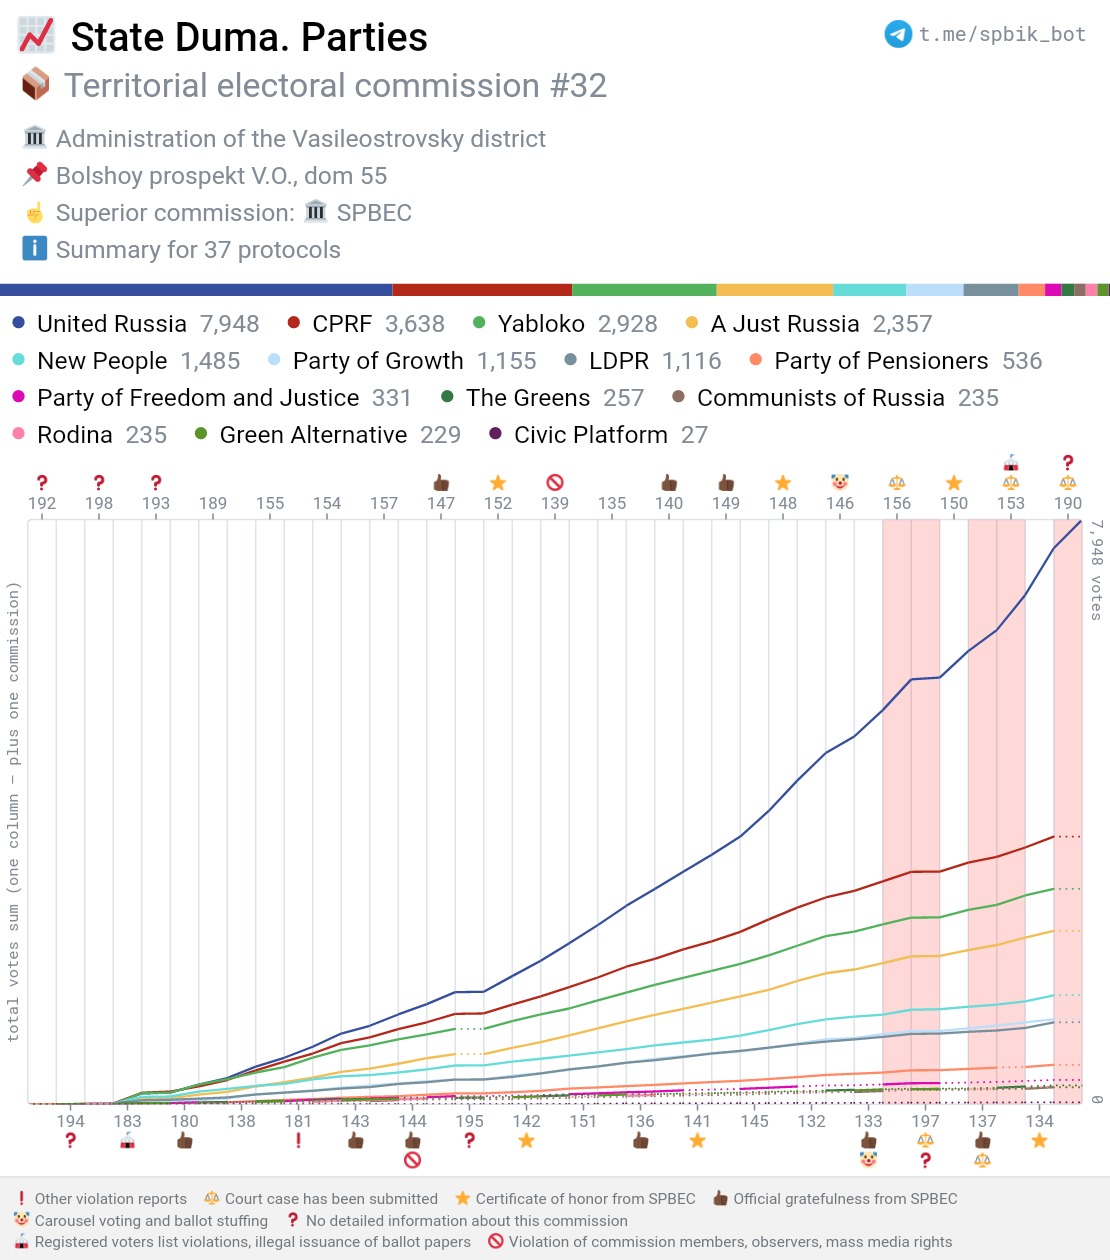 State Duma. Parties
t.me/spbik_bot
Territorial electoral commission #32
Administration of the Vasileostrovsky district
Bolshoy prospekt V.O., dom 55
Superior commission: SPBEC
Summary for 37 protocols
United Russia 7,948 CPRF 3,638 Yabloko 2,928 A Just Russia 2,357
New People 1,485 Party of Growth 1,155 LDPR 1,116 Party of Pensioners 536
Party of Freedom and Justice 331 The Greens 257 Communists of Russia 235
Rodina 235 Green Alternative 229 Civic Platform 27
192 198 193 189 155 154 157 147 152 139 135 140 149 148 146 156 150 153 190
7,948 votes
total votes sum (one column – plus one commission)
0
194 183 180 138 181 143 144 195 142 151 136 141 145 132 133 197 137 134
Other violation reports Court case has been submitted Certificate of honor from SPBEC Official gratefulness from SPBEC
Carousel voting and ballot stuffing No detailed information about this commission
Registered voters list violations, illegal issuance of ballot papers Violation of commission members, observers, mass media rights